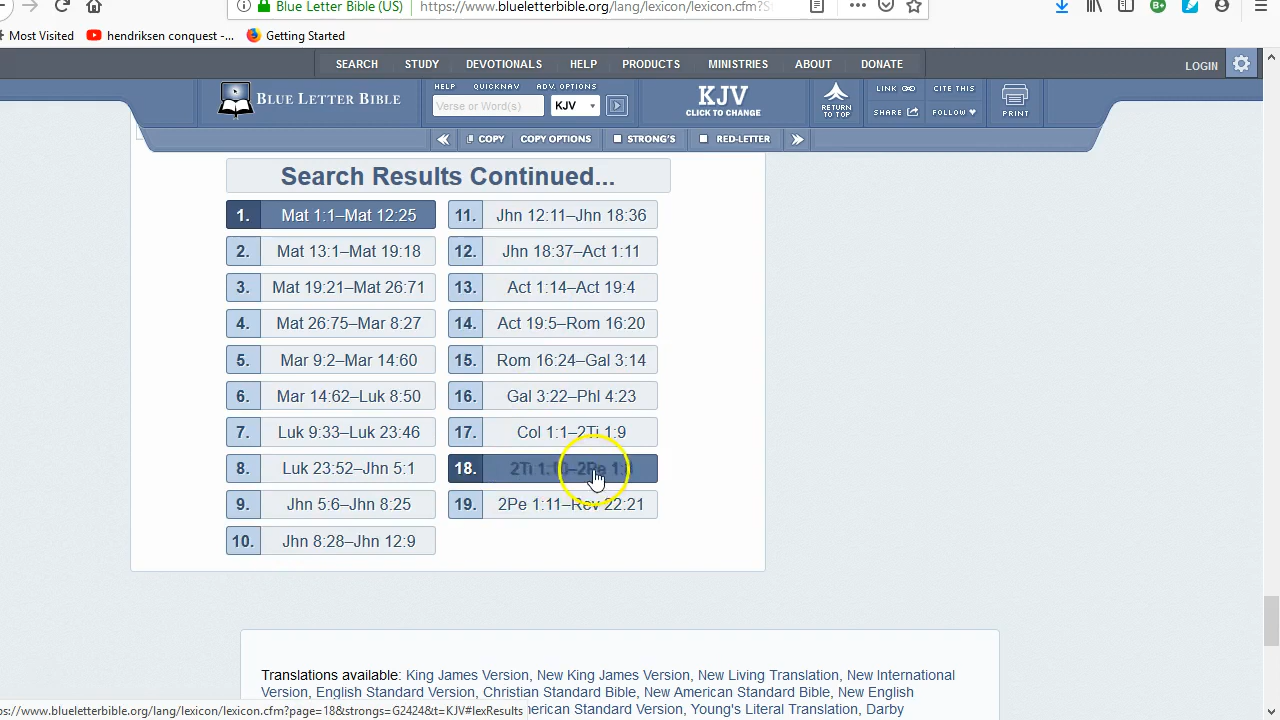 Blue Letter Bible (US)
https://www.blueletterbible.org/lang/lexicon/lexicon.cfm?S
Most Visited
hendriksen conquest -...
Getting Started
SEARCH STUDY DEVOTIONALS HELP PRODUCTS MINISTRIES ABOUT DONATE
LOGIN
BLUE LETTER BIBLE
HELP QUICKNAV ADV. OPTIONS
Verse or Word(s) KJV
KJV
CLICK TO CHANGE
RETURN
TO TOP
LINK CITE THIS
SHARE FOLLOW
PRINT
COPY COPY OPTIONS STRONG'S RED-LETTER
Search Results Continued...
1. Mat 1:1–Mat 12:25
2. Mat 13:1–Mat 19:18
3. Mat 19:21–Mat 26:71
4. Mat 26:75–Mar 8:27
5. Mar 9:2–Mar 14:60
6. Mar 14:62–Luk 8:50
7. Luk 9:33–Luk 23:46
8. Luk 23:52–Jhn 5:1
9. Jhn 5:6–Jhn 8:25
10. Jhn 8:28–Jhn 12:9
11. Jhn 12:11–Jhn 18:36
12. Jhn 18:37–Act 1:11
13. Act 1:14–Act 19:4
14. Act 19:5–Rom 16:20
15. Rom 16:24–Gal 3:14
16. Gal 3:22–Phl 4:23
17. Col 1:1–2Ti 1:9
18. 2Ti
19. 2Pe 1:11–Rev 22:21
Translations available: King James Version, New King James Version, New Living Translation, New International
Version, English Standard Version, Christian Standard Bible, New American Standard Bible, New English
erican Standard Version, Young's Literal Translation, Darby
ps://www.blueletterbible.org/lang/lexicon/lexicon.cfm?page=18&strongs=G2424&t=KJV#lexResults